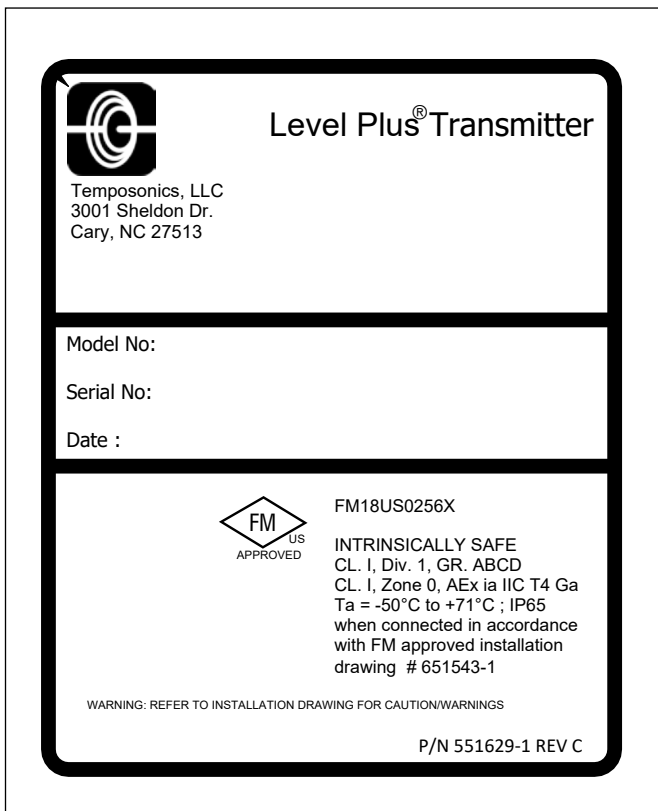 Level Plus® Transmitter
Temposonics, LLC
3001 Sheldon Dr.
Cary, NC 27513
Model No:
Serial No:
Date :
FM
US
APPROVED
FM18US0256X
INTRINSICALLY SAFE
CL. I, Div. 1, GR. ABCD
CL. I, Zone 0, AEx ia IIC T4 Ga
Ta = -50°C to +71°C ; IP65
when connected in accordance
with FM approved installation
drawing # 651543-1
WARNING: REFER TO INSTALLATION DRAWING FOR CAUTION/WARNINGS
P/N 551629-1 REV C